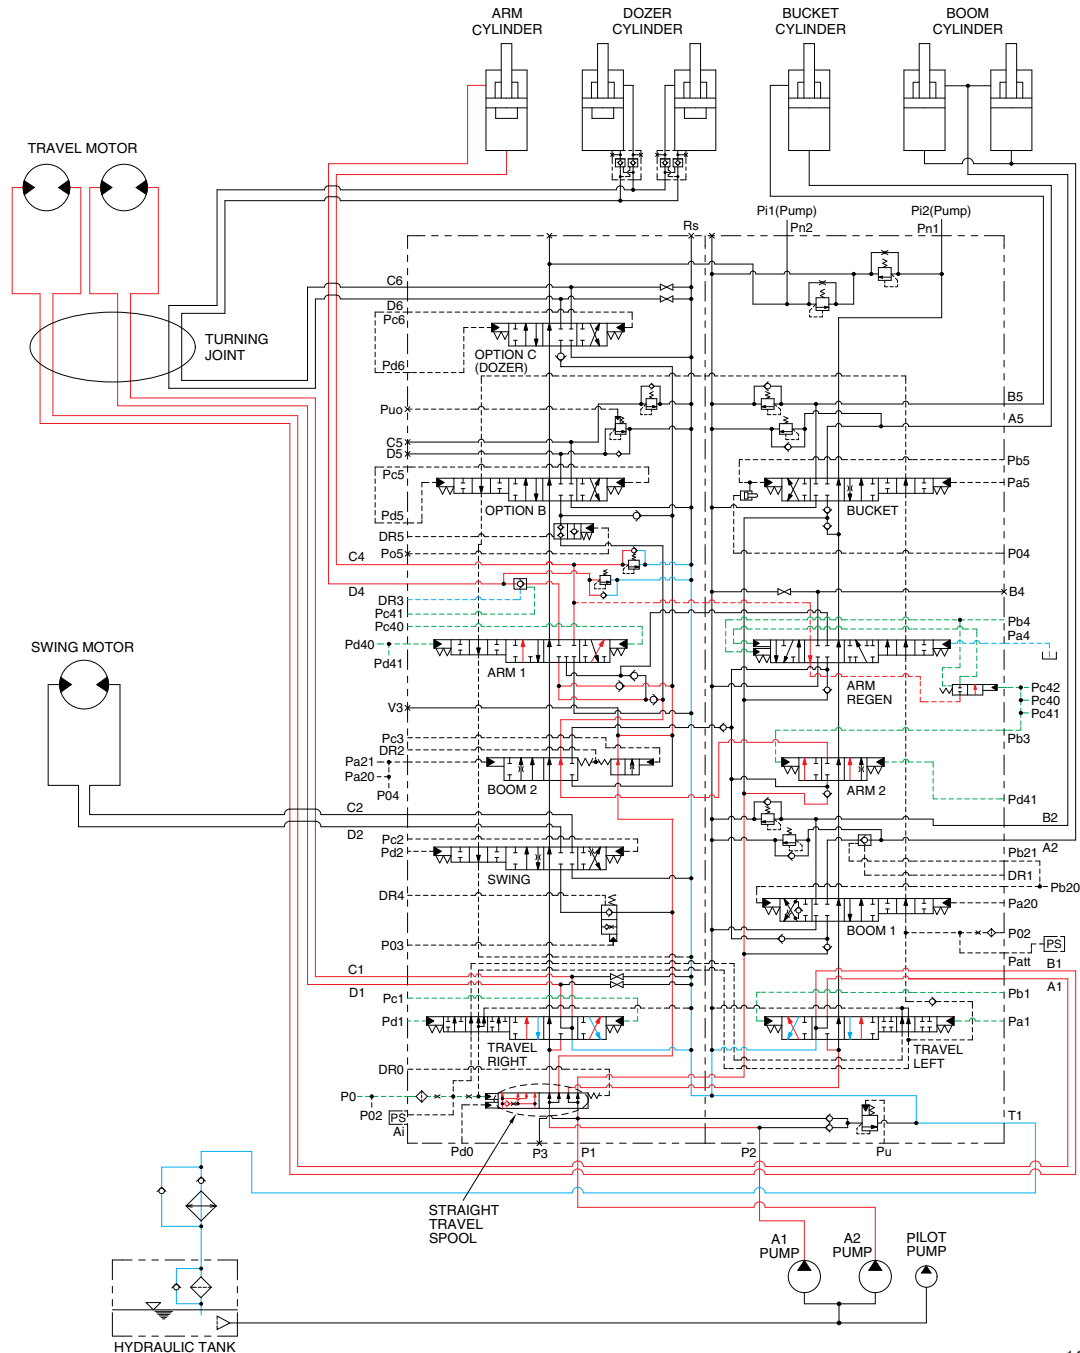 ARM
CYLINDER
DOZER
CYLINDER
BUCKET
CYLINDER
BOOM
CYLINDER
TRAVEL MOTOR
Pi1(Pump)
Pn2
Pi2(Pump)
Pn1
Rs
C6
D6
Pc6
TURNING
JOINT
OPTION C
(DOZER)
Pd6
B5
Puo
A5
C5
D5
Pc5
Pb5
Pa5
OPTION B
BUCKET
Pd5
DR5
Po5
P04
C4
D4
B4
DR3
Pc41
Pc40
Pb4
Pa4
Pd40
Pd41
SWING MOTOR
ARM 1
ARM
REGEN
Pc42
Pc40
Pc41
V3
Pc3
DR2
Pb3
Pa21
Pa20
P04
BOOM 2
ARM 2
Pd41
C2
B2
D2
Pc2
Pd2
A2
Pb21
SWING
DR1
Pb20
DR4
Pa20
BOOM 1
P03
P02
PS
Patt
C1
B1
D1
A1
Pc1
Pb1
Pd1
Pa1
TRAVEL
RIGHT
TRAVEL
LEFT
DR0
P0
P02
PS
Ai
T1
Pd0
P3
P1
P2
Pu
STRAIGHT
TRAVEL
SPOOL
A1
PUMP
A2
PUMP
PILOT
PUMP
HYDRAULIC TANK